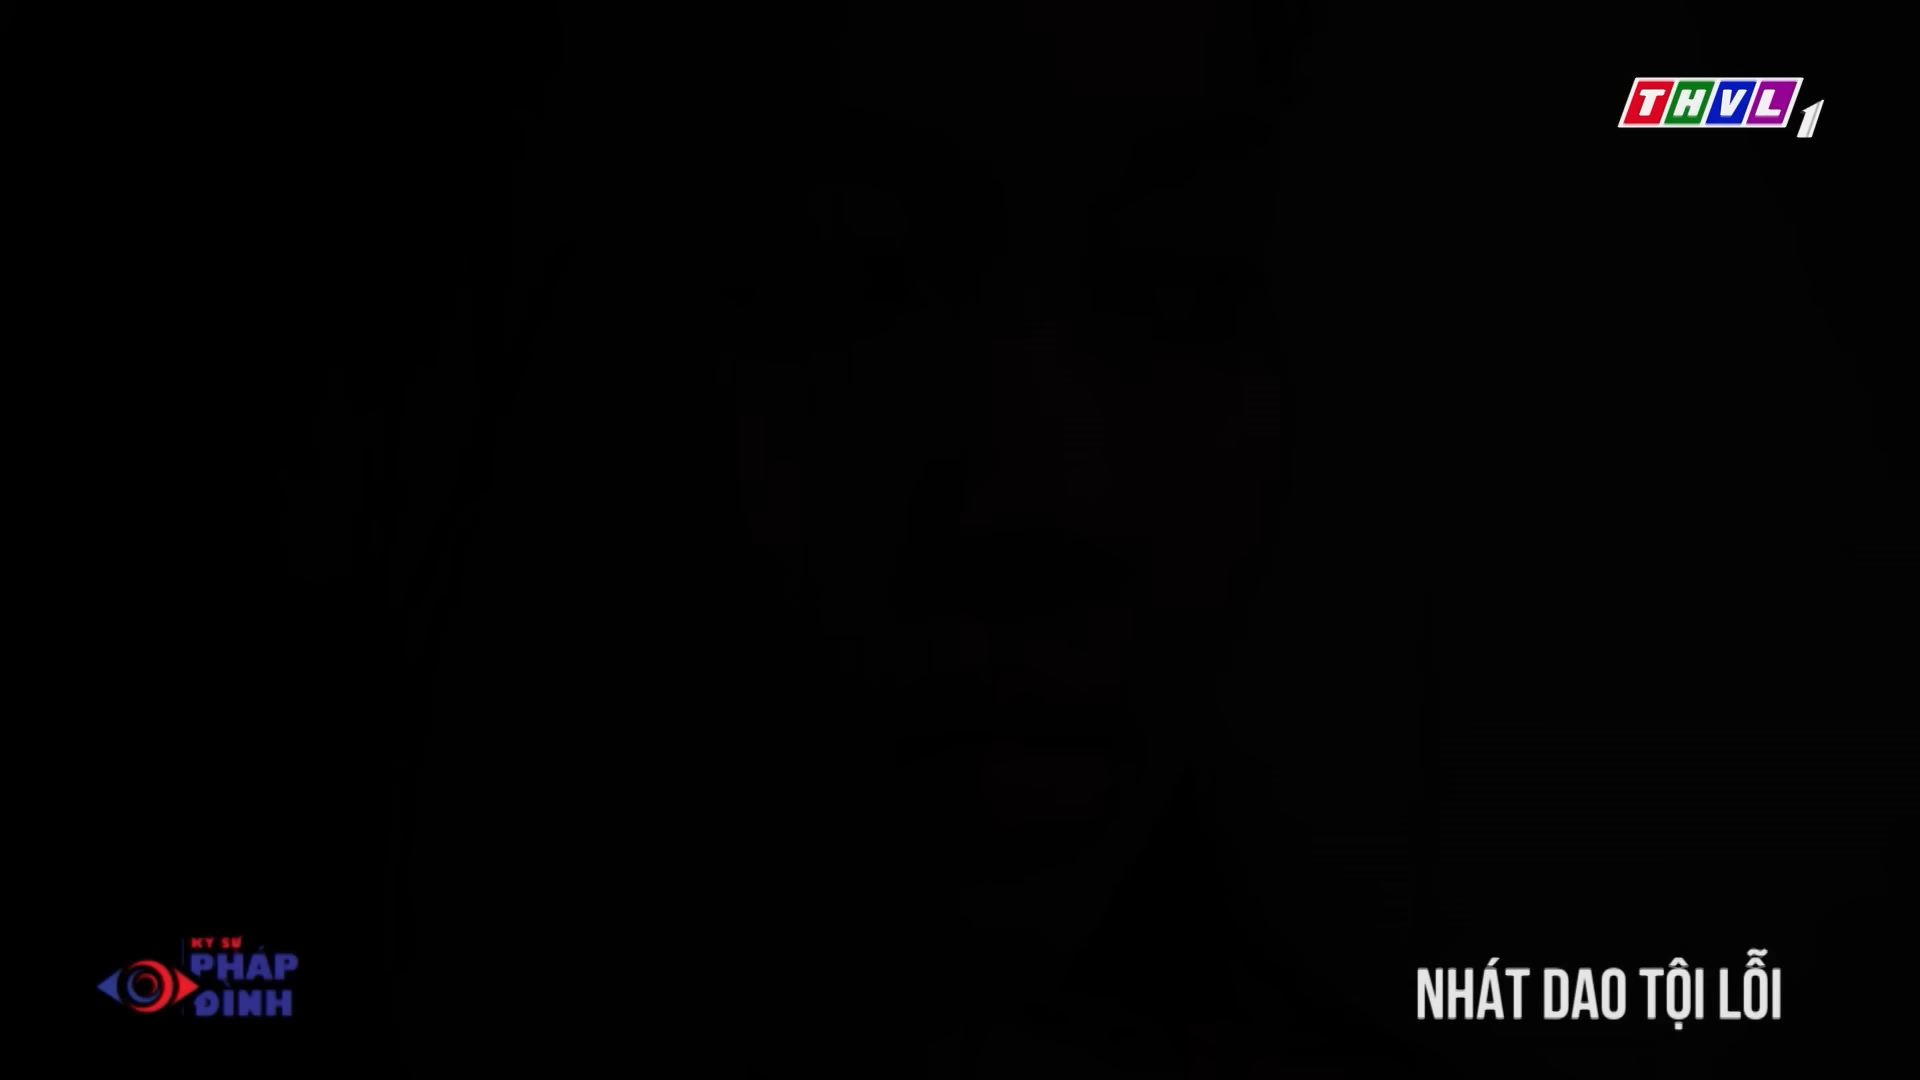 THVL1
KÝ SỰ
PHÁP
ĐÌNH
NHÁT DAO TỘI LỖI